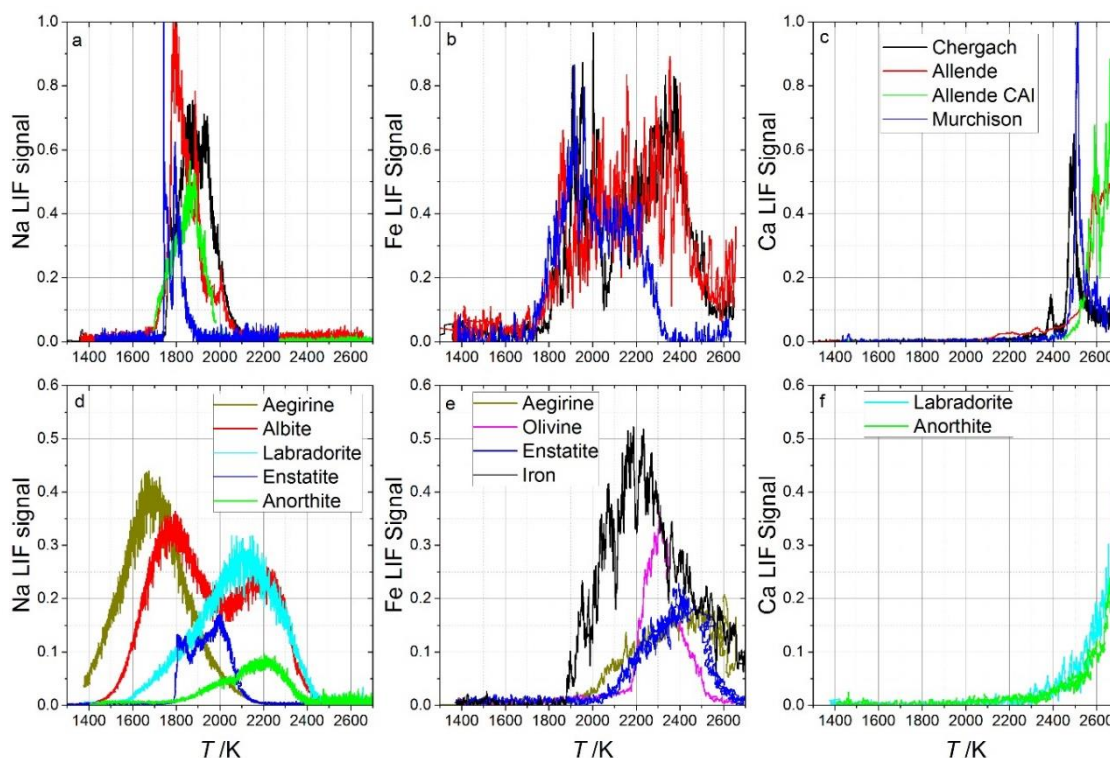 a
b
c
1.0
0.8
0.6
0.4
0.2
0.0
Na LIF signal
1400 1600 1800 2000 2200 2400 2600
1.0
0.8
0.6
0.4
0.2
0.0
Fe LIF Signal
1400 1600 1800 2000 2200 2400 2600
1.0
0.8
0.6
0.4
0.2
0.0
Ca LIF Signal
Chergach
Allende
Allende CAI
Murchison
1400 1600 1800 2000 2200 2400 2600
d
0.6
0.5
0.4
0.3
0.2
0.1
0.0
Na LIF signal
Aegirine
Albite
Labradorite
Enstatite
Anorthite
1400 1600 1800 2000 2200 2400 2600
T /K
e
0.6
0.5
0.4
0.3
0.2
0.1
0.0
Fe LIF Signal
Aegirine
Olivine
Enstatite
Iron
1400 1600 1800 2000 2200 2400 2600
T /K
f
0.6
0.5
0.4
0.3
0.2
0.1
0.0
Ca LIF Signal
Labradorite
Anorthite
1400 1600 1800 2000 2200 2400 2600
T /K